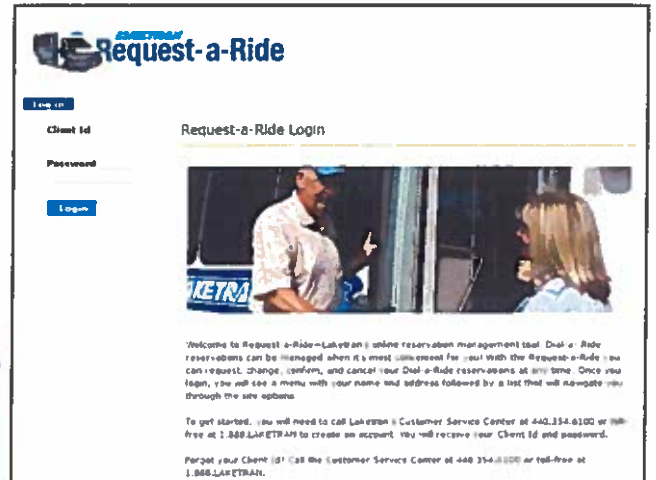 LAKETRAN
Request-a-Ride
Log in
Client Id
Request-a-Ride Login
Password
Login
KETRA
Welcome to Request-a-Ride—Laketran's online reservation management tool. Dial-a-Ride
reservations can be managed when it's most convenient for you! With the Request-a-Ride you
can request, change, confirm, and cancel your Dial-a-Ride reservations at any time. Once you
login, you will see a menu with your name and address followed by a list that will navigate you
through the site options.
To get started, you will need to call Laketran's Customer Service Center at 440.354.6100 or toll-
free at 1.888.LAKETRAN to create an account. You will receive your Client Id and password.
Forgot your Client Id? Call the Customer Service Center at 440.354.6100 or toll-free at
1.888.LAKETRAN.